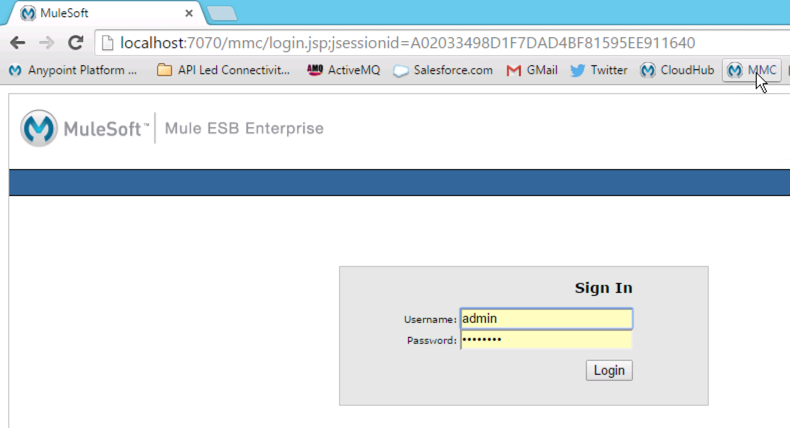 MuleSoft
localhost:7070/mmc/login.jsp;jsessionid=A02033498D1F7DAD4BF81595EE911640
Anypoint Platform ... API Led Connectivit... AMQ ActiveMQ Salesforce.com GMail Twitter CloudHub MMC
MuleSoft™ Mule ESB Enterprise
Sign In
Username: admin
Password: ••••••••
Login